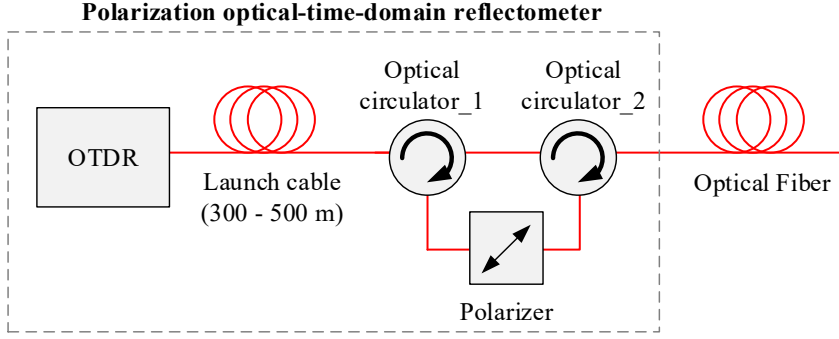 Polarization optical-time-domain reflectometer
Optical
circulator_1
Optical
circulator_2
OTDR
Launch cable
(300 - 500 m)
Optical Fiber
Polarizer